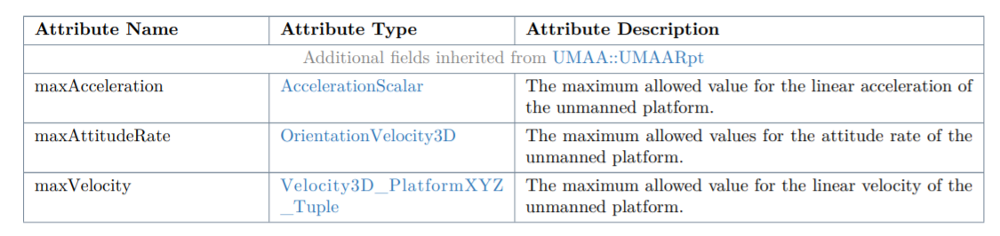 Attribute Name Attribute Type Attribute Description
Additional fields inherited from UMAA::UMAARpt
maxAcceleration AccelerationScalar The maximum allowed value for the linear acceleration of
the unmanned platform.
maxAttitudeRate OrientationVelocity3D The maximum allowed values for the attitude rate of the
unmanned platform.
maxVelocity Velocity3D_PlatformXYZ The maximum allowed value for the linear velocity of the
_Tuple unmanned platform.